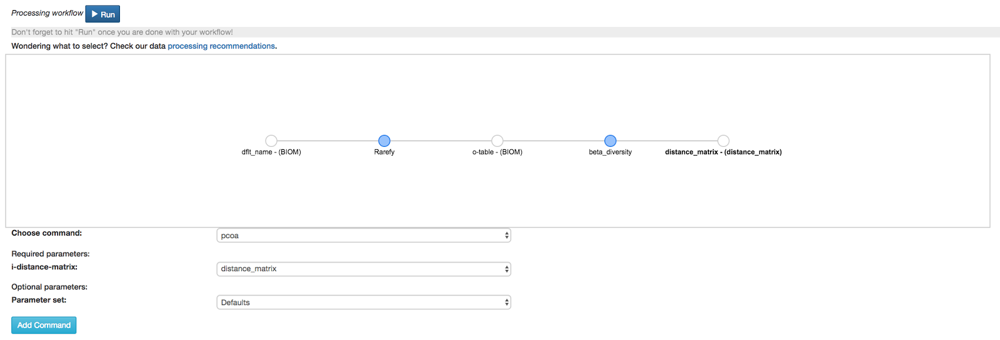 Processing workflow Run
Don't forget to hit "Run" once you are done with your workflow!
Wondering what to select? Check our data processing recommendations.
dflt_name - (BIOM) Rarefy o-table - (BIOM) beta_diversity distance_matrix - (distance_matrix)
Choose command: pcoa
Required parameters:
i-distance-matrix: distance_matrix
Optional parameters:
Parameter set: Defaults
Add Command